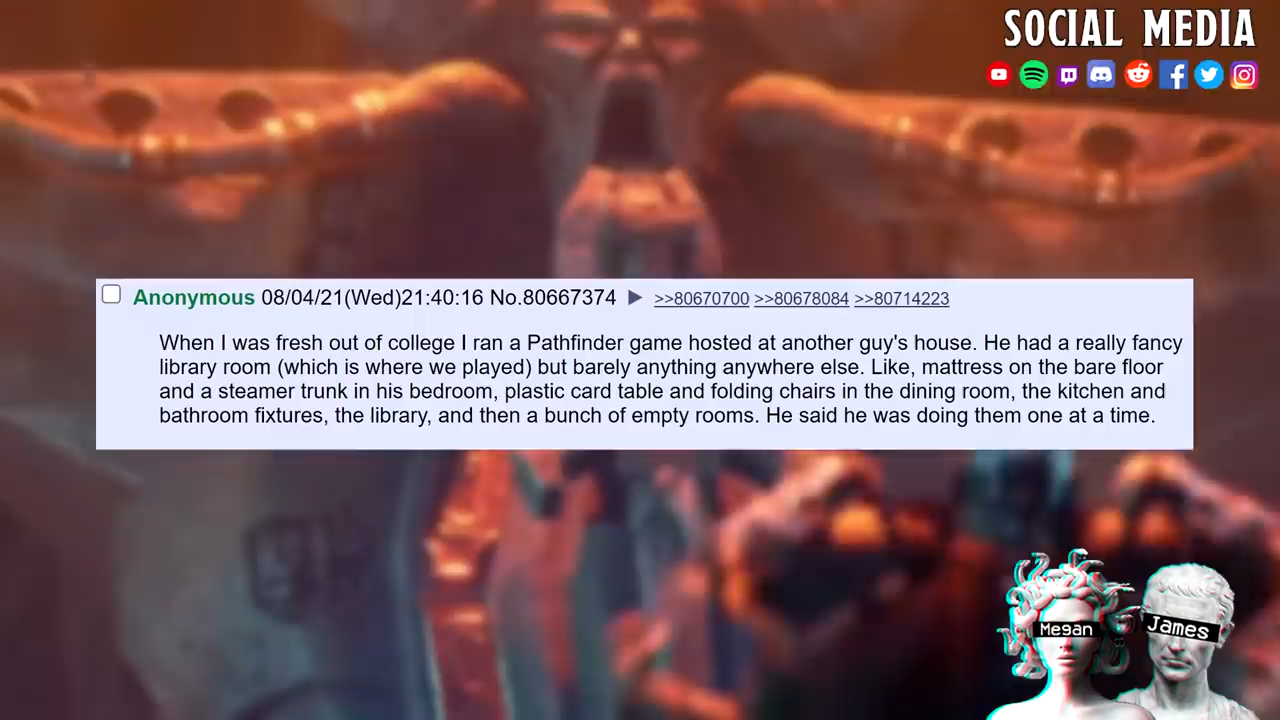 SOCIAL MEDIA
Anonymous 08/04/21(Wed)21:40:16 No.80667374 ▶ >>80670700 >>80678084 >>80714223
When I was fresh out of college I ran a Pathfinder game hosted at another guy's house. He had a really fancy
library room (which is where we played) but barely anything anywhere else. Like, mattress on the bare floor
and a steamer trunk in his bedroom, plastic card table and folding chairs in the dining room, the kitchen and
bathroom fixtures, the library, and then a bunch of empty rooms. He said he was doing them one at a time.
Megan
James